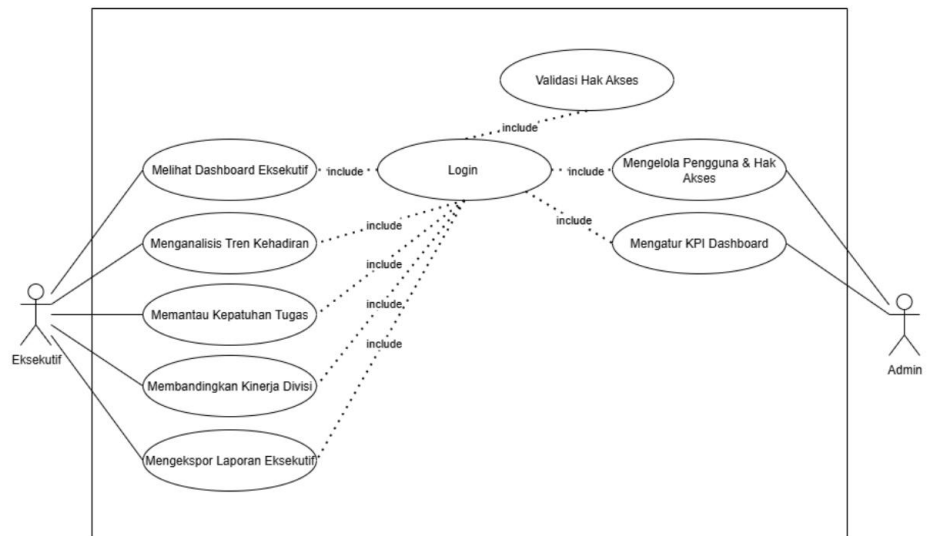 Validasi Hak Akses
include
Melihat Dashboard Eksekutif
include
Login
include
Mengelola Pengguna & Hak
Akses
Menganalisis Tren Kehadiran
include
include
Mengatur KPI Dashboard
include
Memantau Kepatuhan Tugas
include
Eksekutif
Admin
include
Membandingkan Kinerja Divisi
Mengekspor Laporan Eksekutif